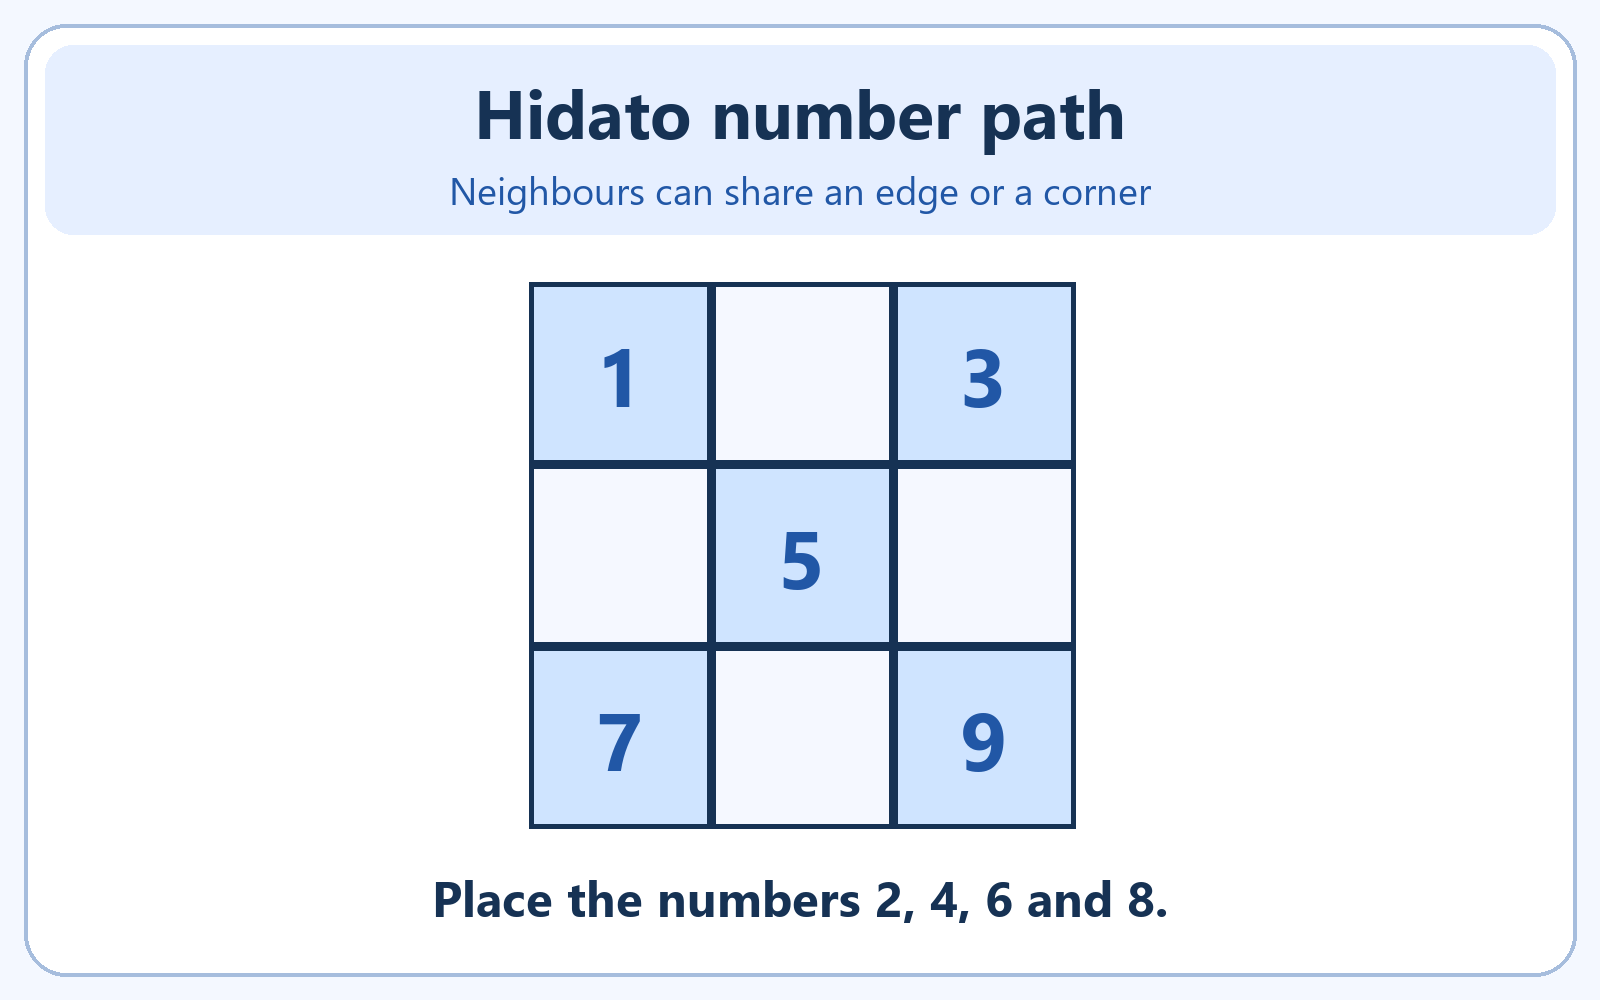 Hidato number path
Neighbours can share an edge or a corner
1 3
5
7 9
Place the numbers 2, 4, 6 and 8.